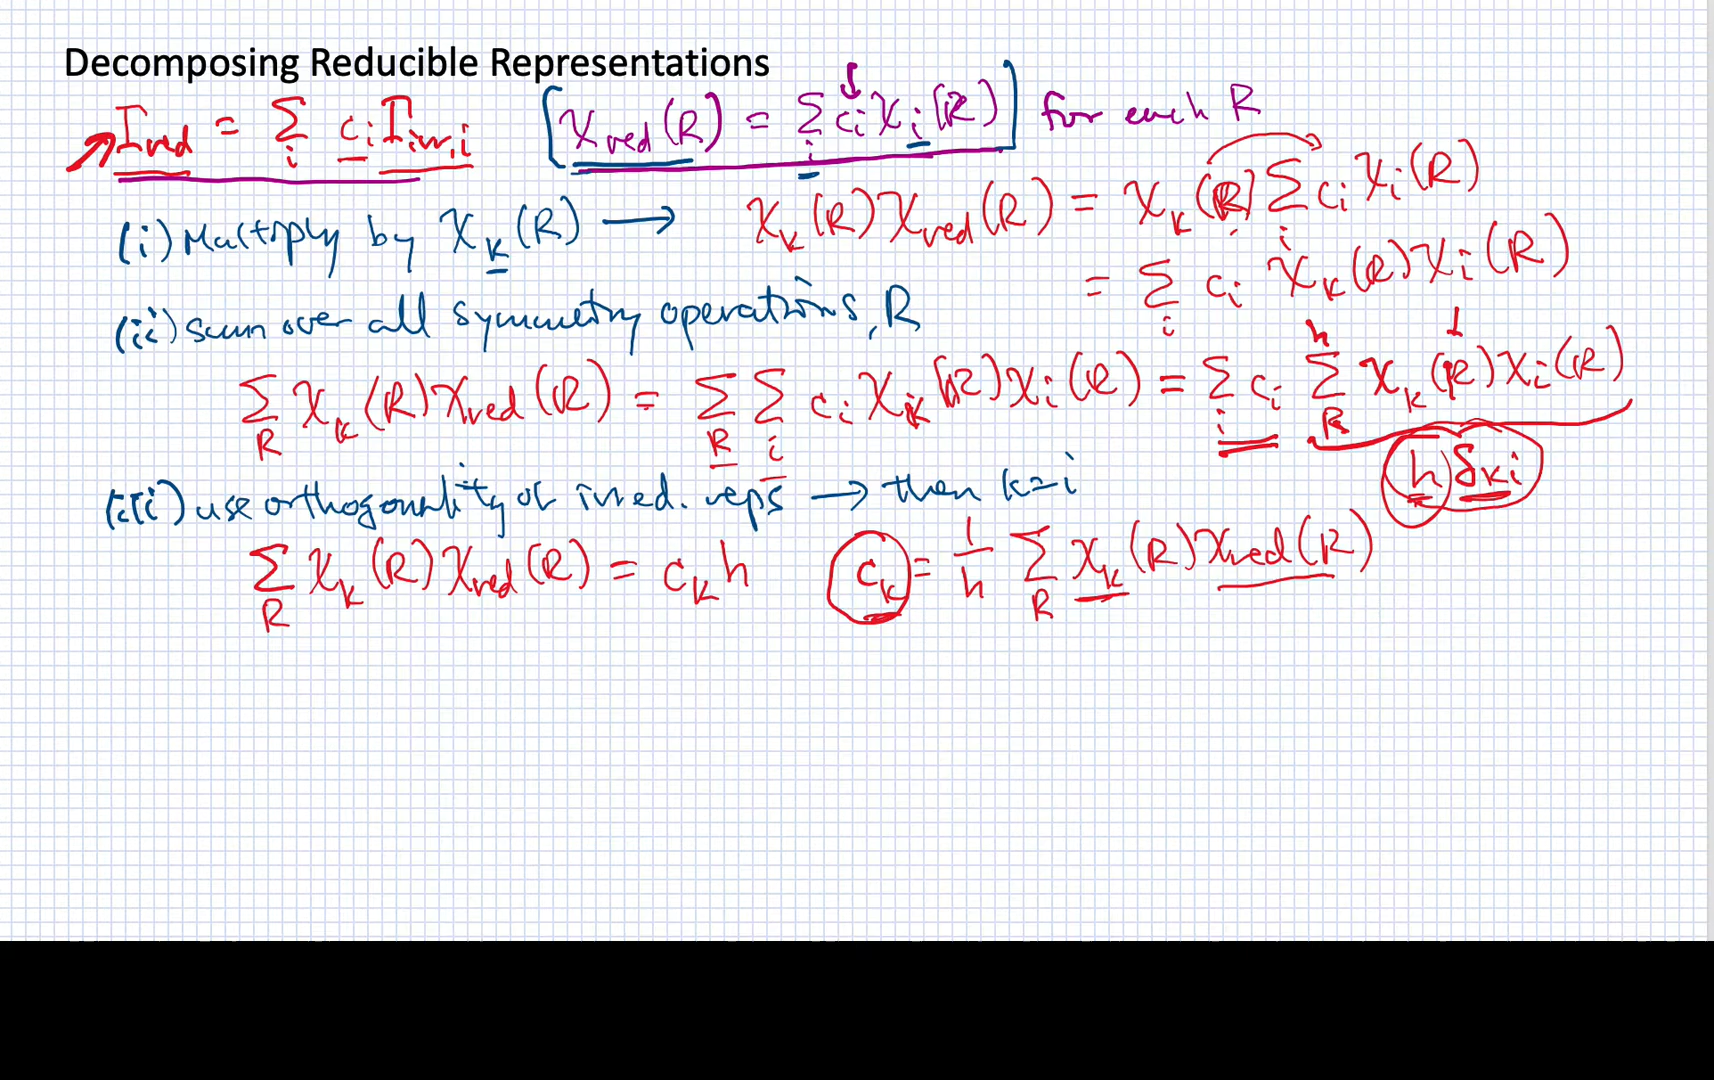 Decomposing Reducible Representations
Γred = Σi ci Γirr,i [χred(R) = Σi ci χi(R)] for each R
(i) Multiply by χk(R) → χk(R) χred(R) = χk(R) Σi ci χi(R)
= Σi ci χk(R) χi(R)
(ii) sum over all symmetry operations, R
ΣR χk(R) χred(R) = ΣR Σi ci χk(R) χi(R) = Σi ci ΣR χk(R) χi(R)
h δki
(iii) use orthogonality of irred. reps → then k=i
ΣR χk(R) χred(R) = ck h ck = 1/h ΣR χk(R) χred(R)